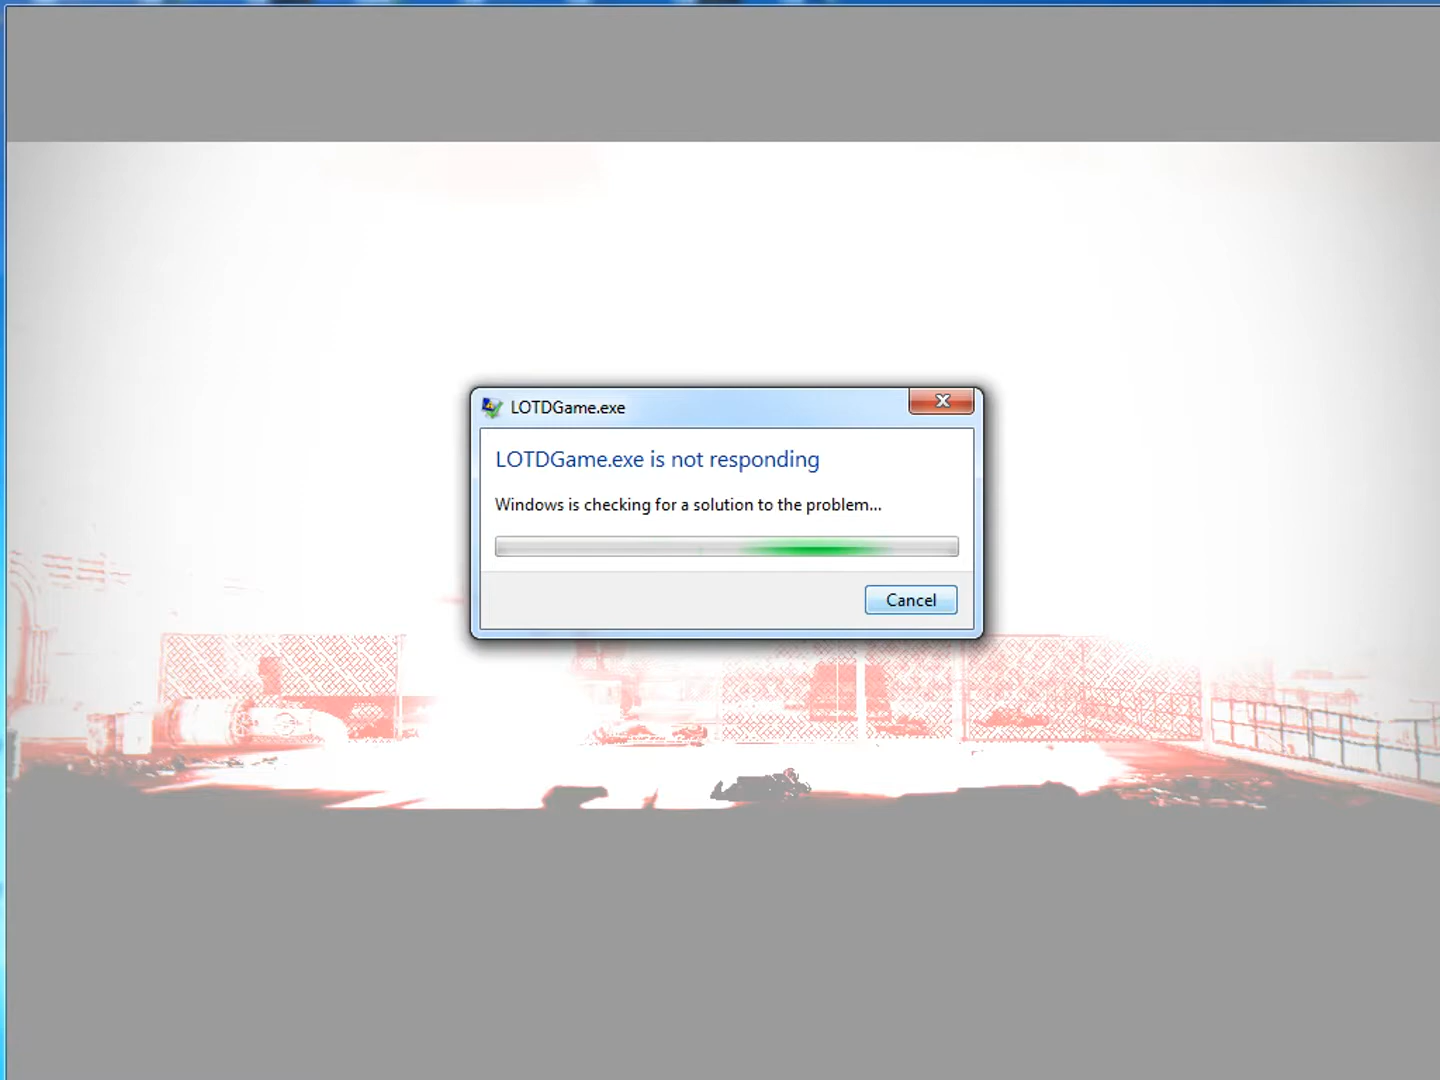 LOTDGame.exe
LOTDGame.exe is not responding
Windows is checking for a solution to the problem...
Cancel